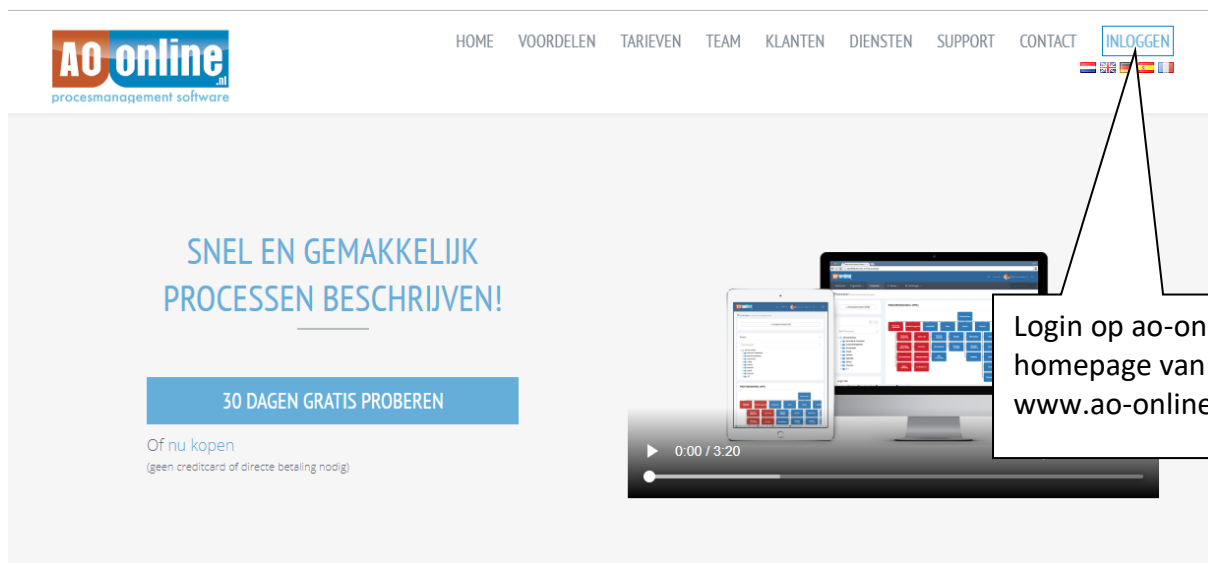 AO online
.nl
procesmanagement software
HOME VOORDELEN TARIEVEN TEAM KLANTEN DIENSTEN SUPPORT CONTACT INLOGGEN
SNEL EN GEMAKKELIJK
PROCESSEN BESCHRIJVEN!
30 DAGEN GRATIS PROBEREN
Of nu kopen
(geen creditcard of directe betaling nodig)
0:00 / 3:20
Login op ao-on
homepage van
www.ao-online